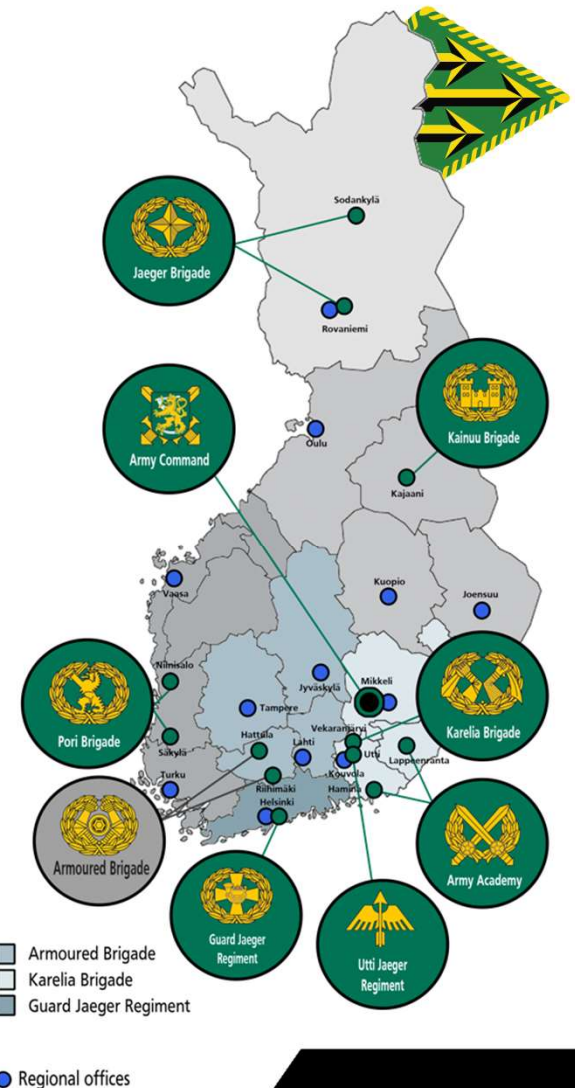 Sodankylä
Jaeger Brigade
Rovaniemi
Army Command
Kainuu Brigade
Oulu
Kajaani
Kuopio
Joensuu
Vaasa
Niinisalo
Jyväskylä
Mikkeli
Pori Brigade
Tampere
Karelia Brigade
Säkylä
Hattula
Lahti
Vekaranjärvi
Utti
Lappeenranta
Turku
Riihimäki
Kouvola
Hamina
Helsinki
Armoured Brigade
Army Academy
Guard Jaeger
Regiment
Utti Jaeger
Regiment
Armoured Brigade
Karelia Brigade
Guard Jaeger Regiment
Regional offices